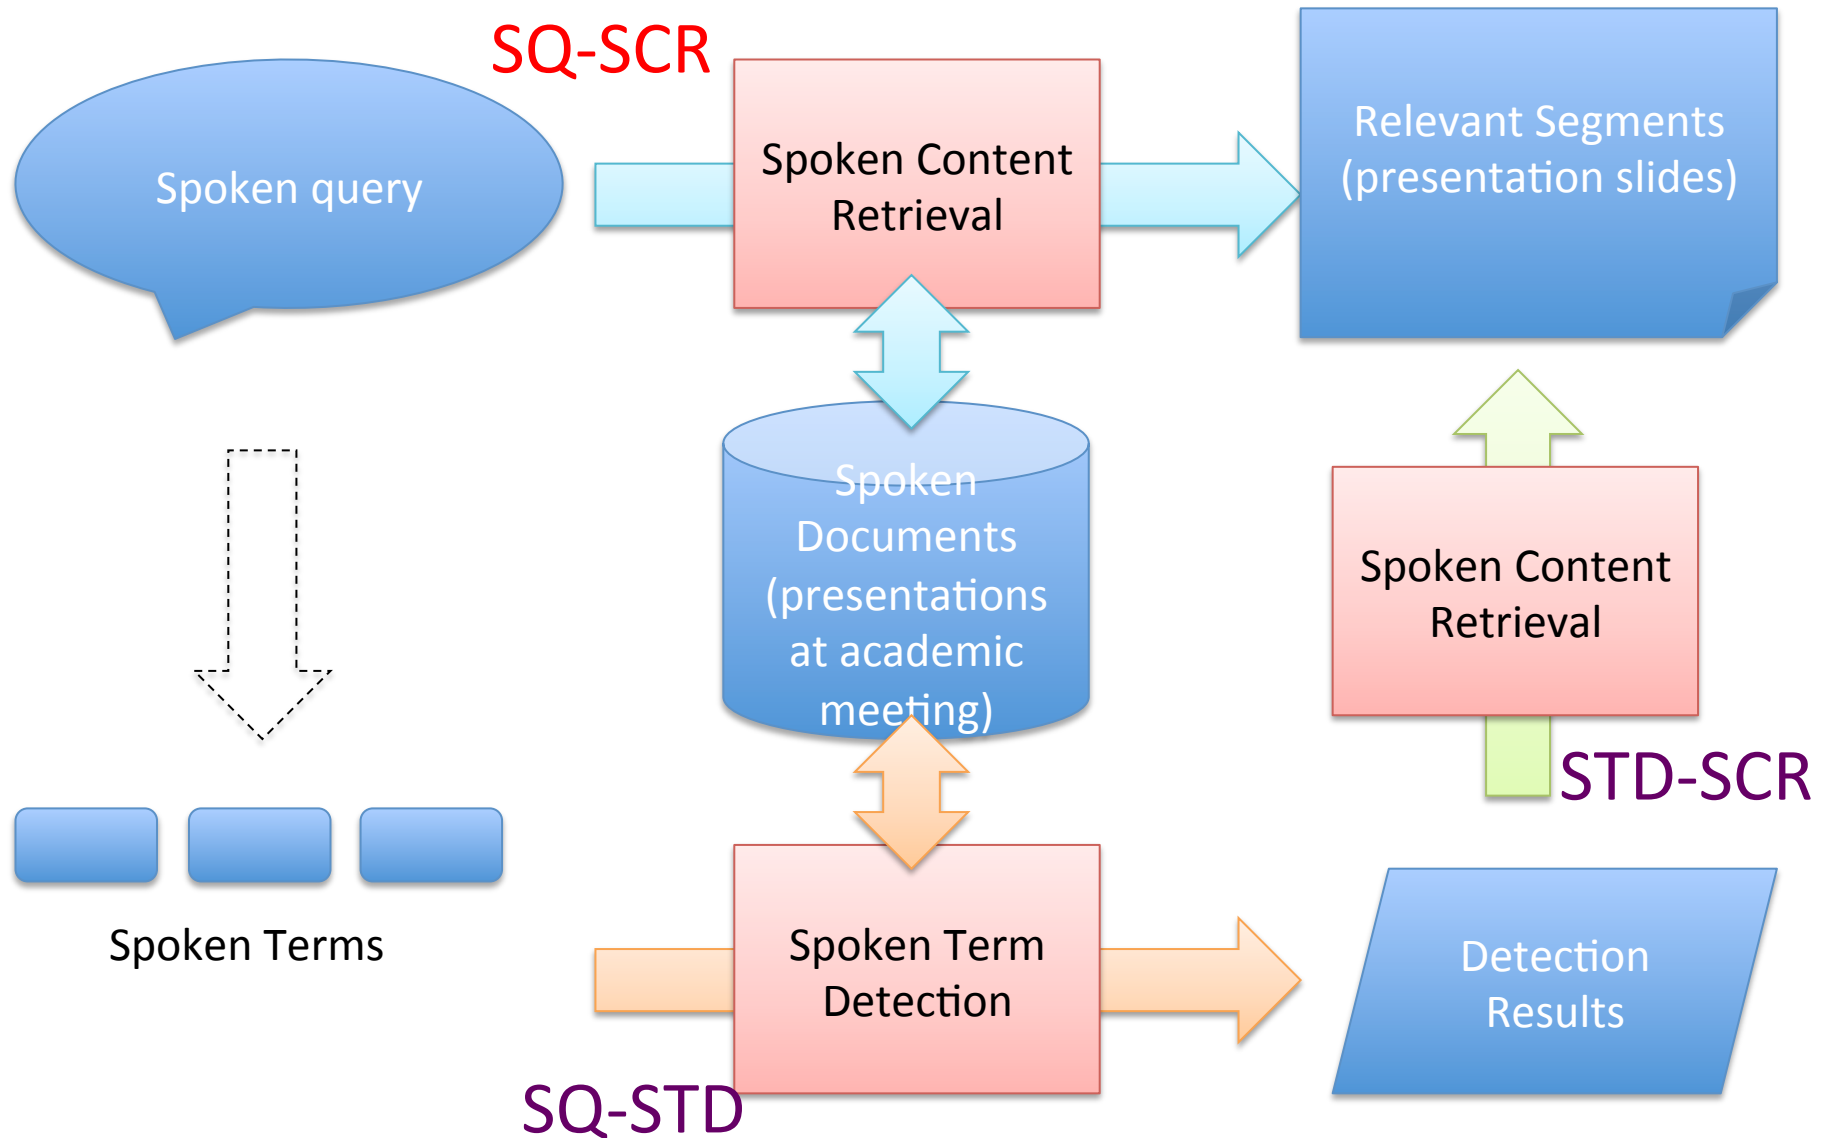 SQ-SCR
Spoken query
Spoken Content
Retrieval
Relevant Segments
(presentation slides)
Spoken
Documents
(presentations
at academic
meeting)
Spoken Content
Retrieval
STD-SCR
Spoken Terms
Spoken Term
Detection
Detection
Results
SQ-STD